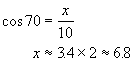 cos 70 = x/10
x ≈ 3.4 × 2 ≈ 6.8